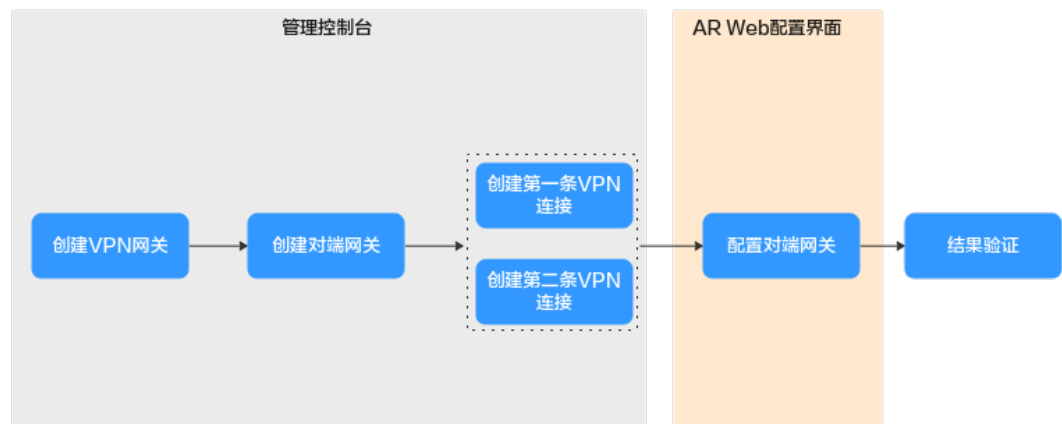 管理控制台
AR Web配置界面
创建VPN网关
创建对端网关
创建第一条VPN
连接
创建第二条VPN
连接
配置对端网关
结果验证